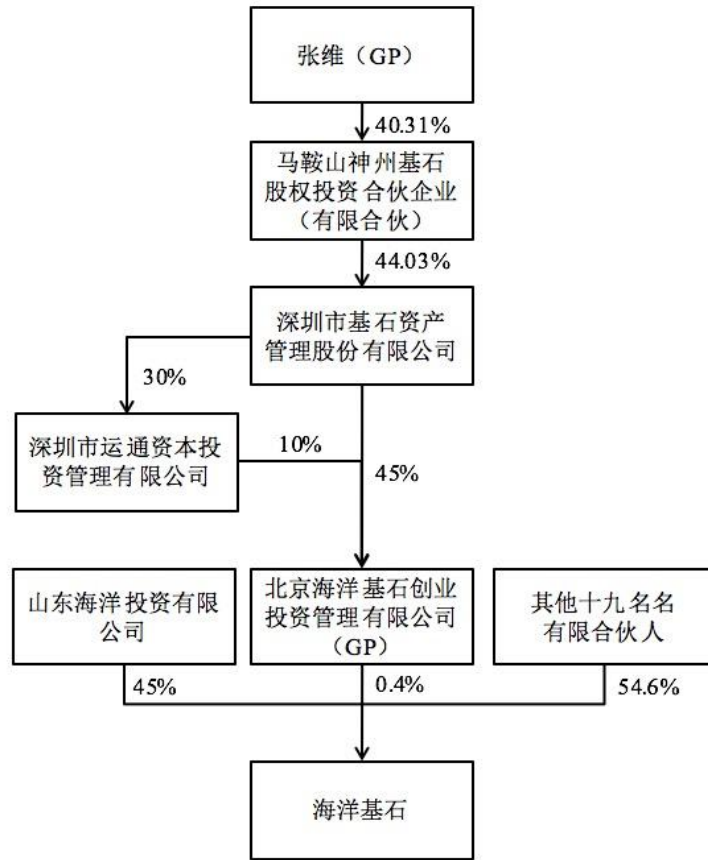 张维（GP）
40.31%
马鞍山神州基石
股权投资合伙企业
（有限合伙）
44.03%
深圳市基石资产
管理股份有限公司
30%
深圳市运通资本投
资管理有限公司
10%
45%
山东海洋投资有限
公司
北京海洋基石创业
投资管理有限公司
（GP）
其他十九名名
有限合伙人
45%
0.4%
54.6%
海洋基石